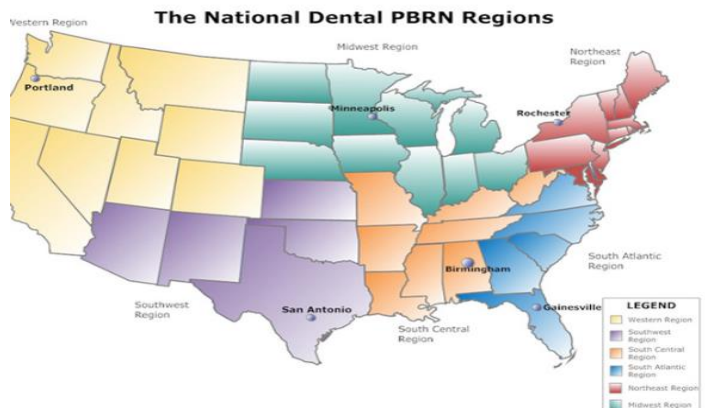 The National Dental PBRN Regions
Western Region
Midwest Region
Northeast
Region
Portland
Minneapolis
Rochester
South Atlantic
Region
Birmingham
Southwest
Region
San Antonio
Gainesville
South Central
Region
LEGEND
Western Region
Southwest
Region
South Central
Region
South Atlantic
Region
Northeast Region
Midwest Region